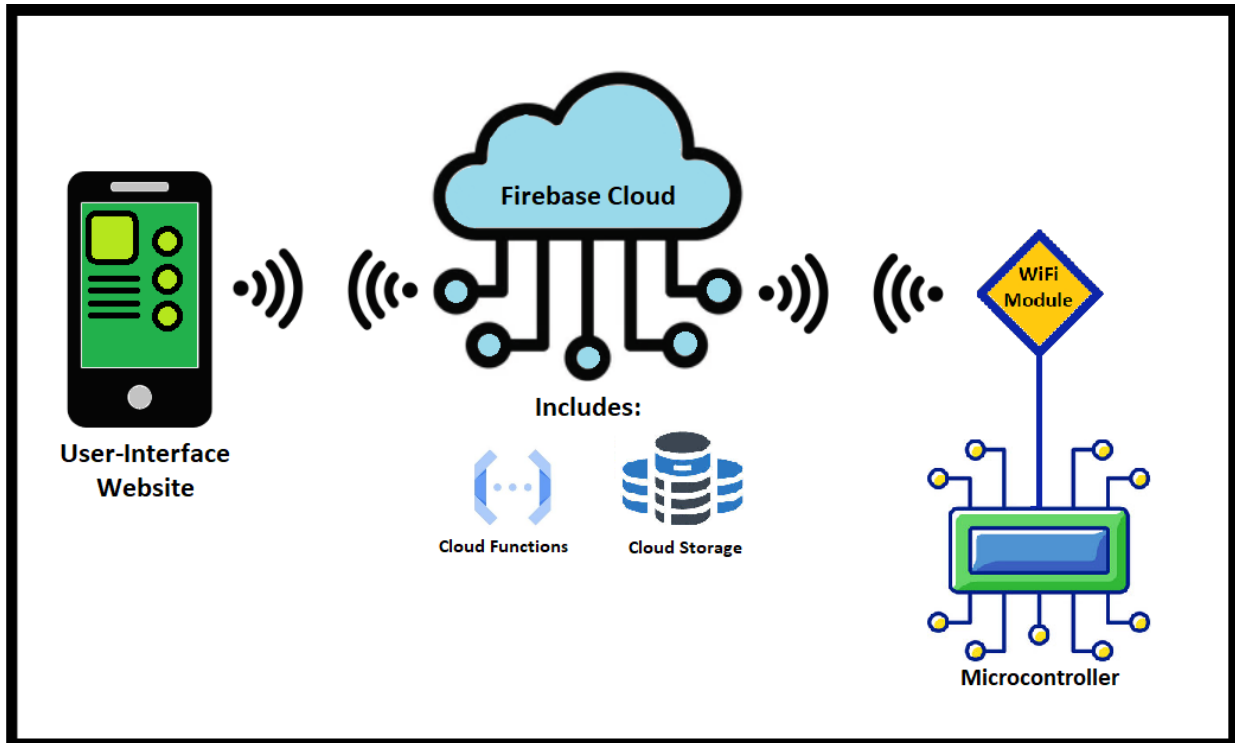 Firebase Cloud
WiFi
Module
Includes:
User-Interface
Website
Cloud Functions
Cloud Storage
Microcontroller